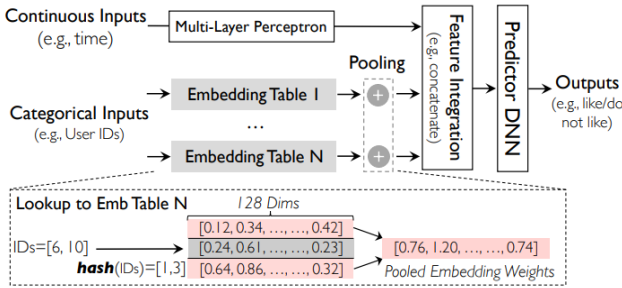 Continuous Inputs
(e.g., time)
Multi-Layer Perceptron
Pooling
Categorical Inputs
(e.g., User IDs)
Embedding Table 1
+
...
Embedding Table N
+
Feature Integration
(e.g., concatenate)
Predictor DNN
Outputs
(e.g., like/do
not like)
Lookup to Emb Table N
128 Dims
[0.12, 0.34, ..., ..., 0.42]
IDs=[6, 10]
[0.24, 0.61, ..., ..., 0.23]
[0.76, 1.20, ..., ..., 0.74]
hash(IDs)=[1,3]
[0.64, 0.86, ..., ..., 0.32]
Pooled Embedding Weights